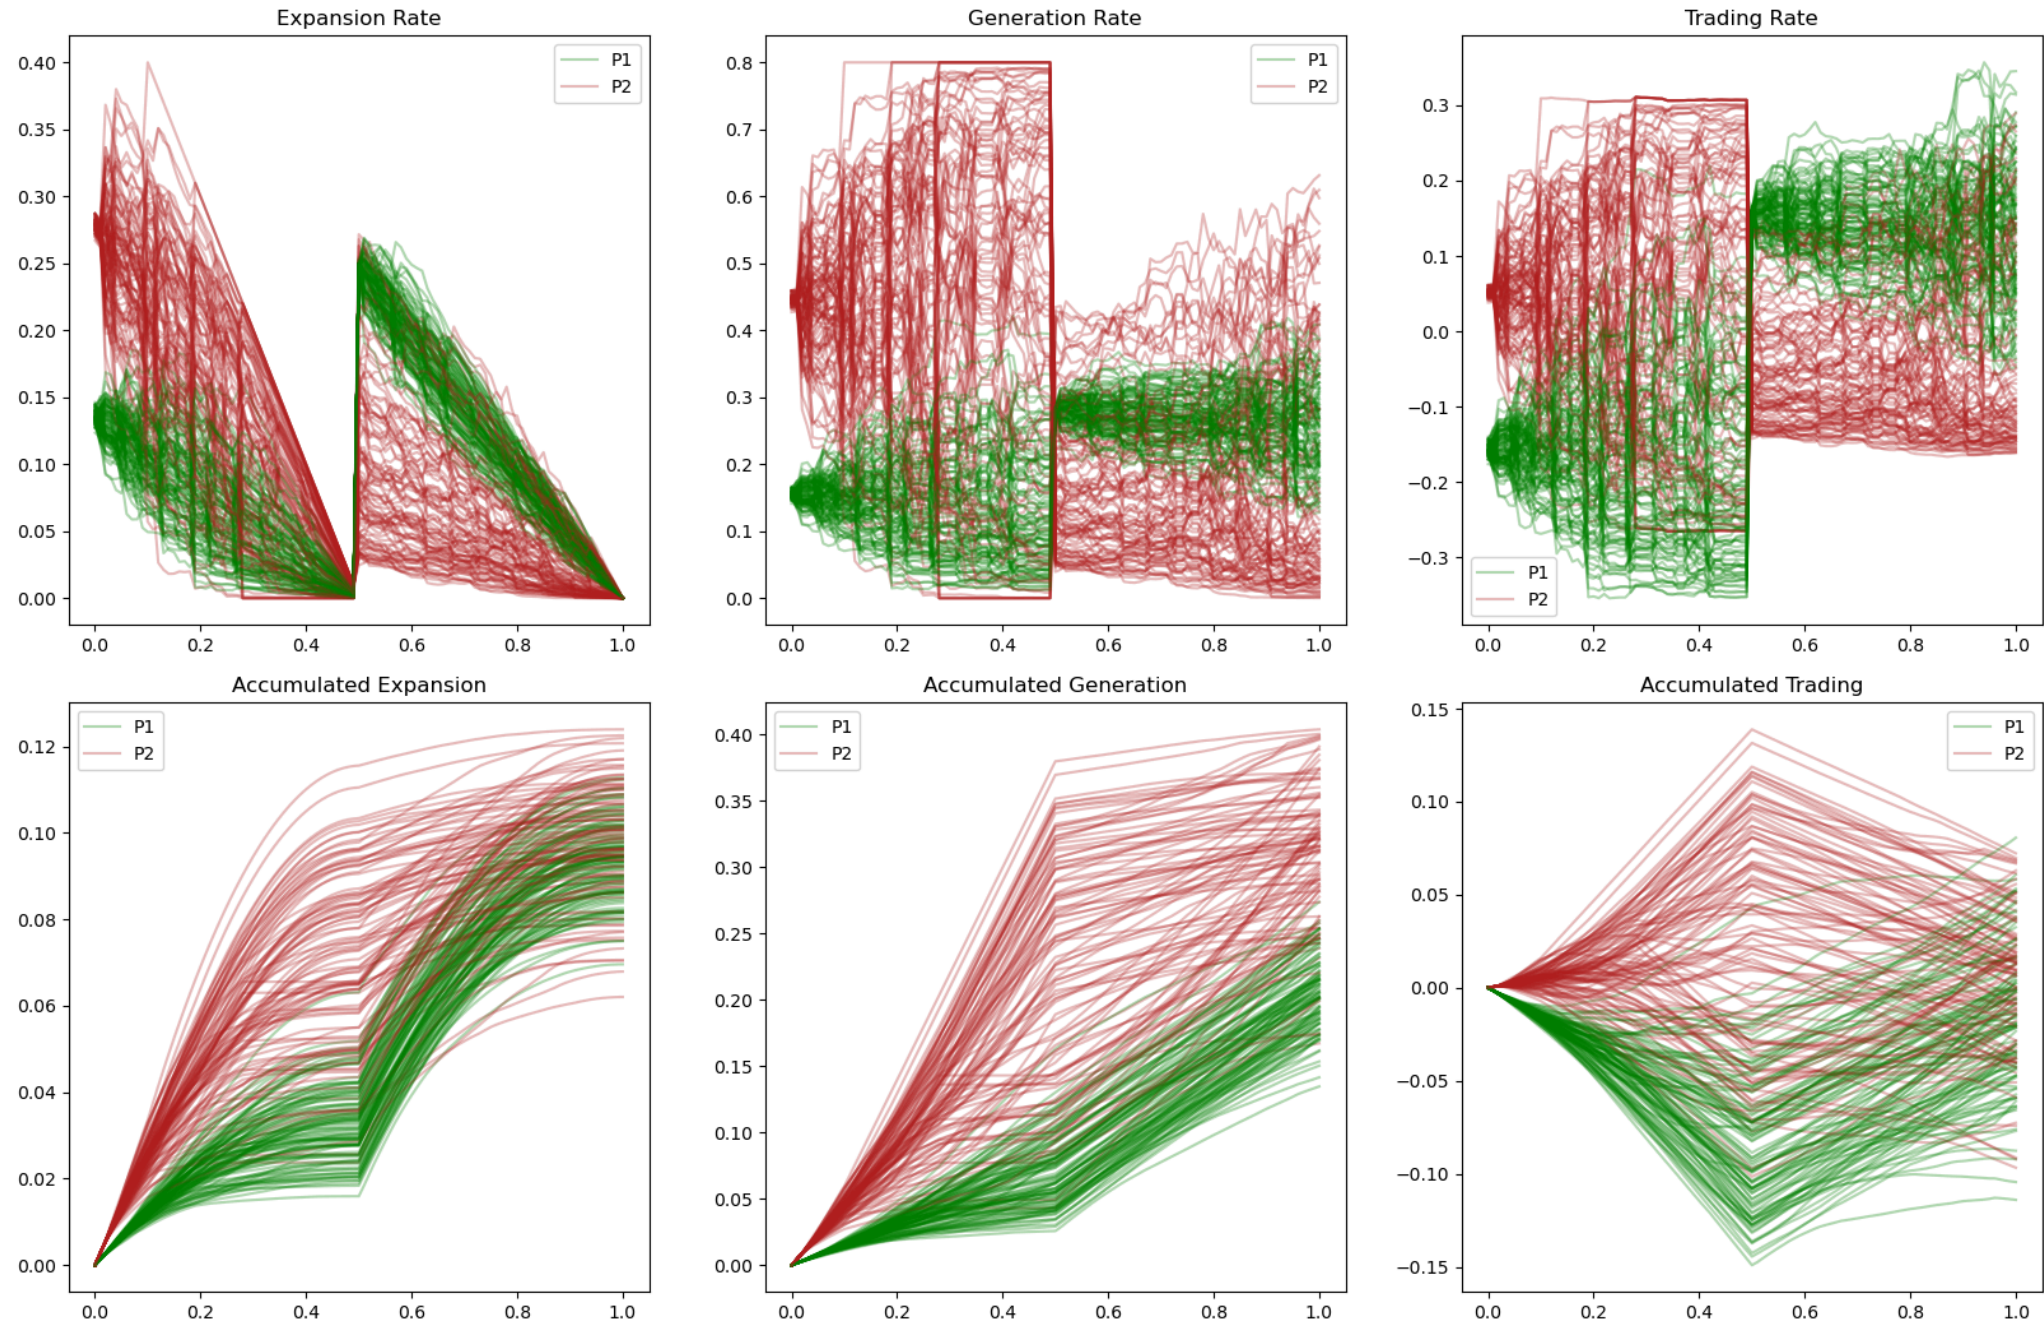 Expansion Rate
0.40
0.35
0.30
0.25
0.20
0.15
0.10
0.05
0.00
0.0 0.2 0.4 0.6 0.8 1.0
P1
P2
Generation Rate
0.8
0.7
0.6
0.5
0.4
0.3
0.2
0.1
0.0
0.0 0.2 0.4 0.6 0.8 1.0
P1
P2
Trading Rate
0.3
0.2
0.1
0.0
−0.1
−0.2
−0.3
0.0 0.2 0.4 0.6 0.8 1.0
P1
P2
Accumulated Expansion
0.12
0.10
0.08
0.06
0.04
0.02
0.00
0.0 0.2 0.4 0.6 0.8 1.0
P1
P2
Accumulated Generation
0.40
0.35
0.30
0.25
0.20
0.15
0.10
0.05
0.00
0.0 0.2 0.4 0.6 0.8 1.0
P1
P2
Accumulated Trading
0.15
0.10
0.05
0.00
−0.05
−0.10
−0.15
0.0 0.2 0.4 0.6 0.8 1.0
P1
P2